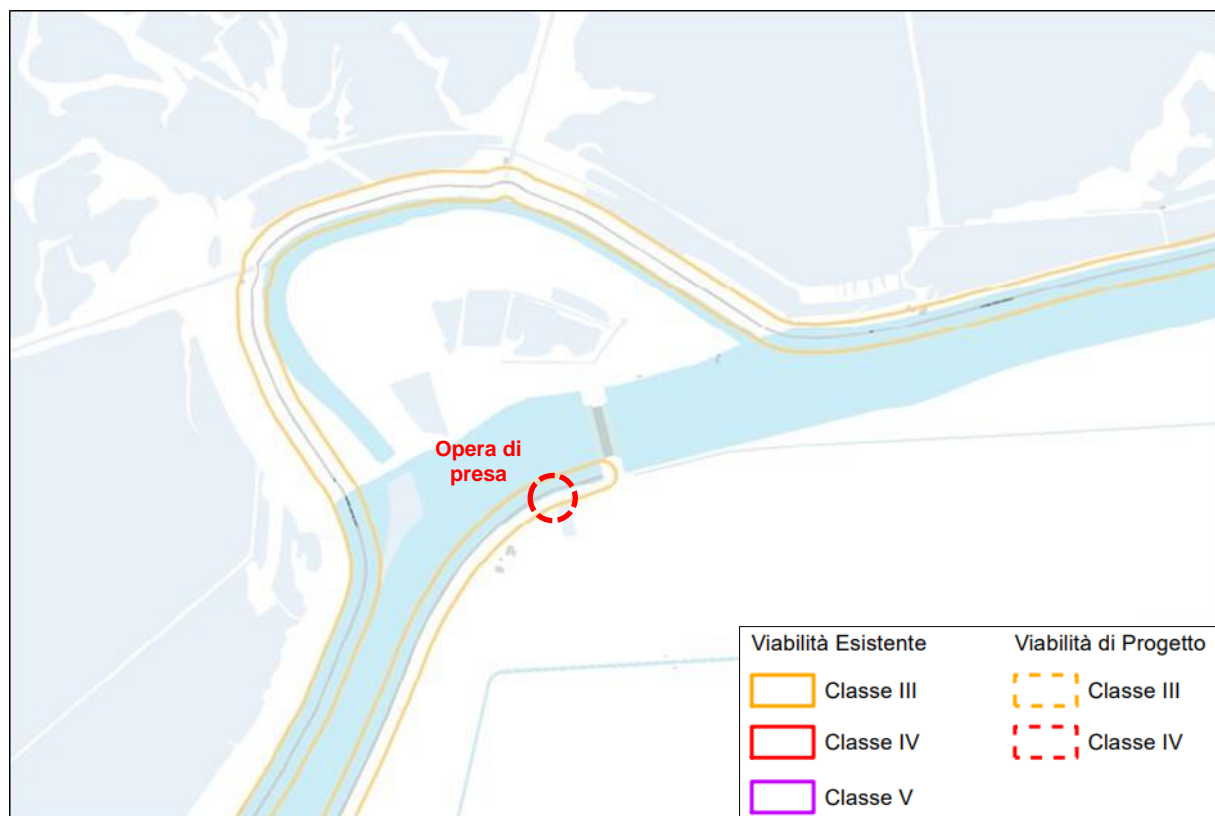 Opera di
presa
Viabilità Esistente
Viabilità di Progetto
Classe III
Classe III
Classe IV
Classe IV
Classe V